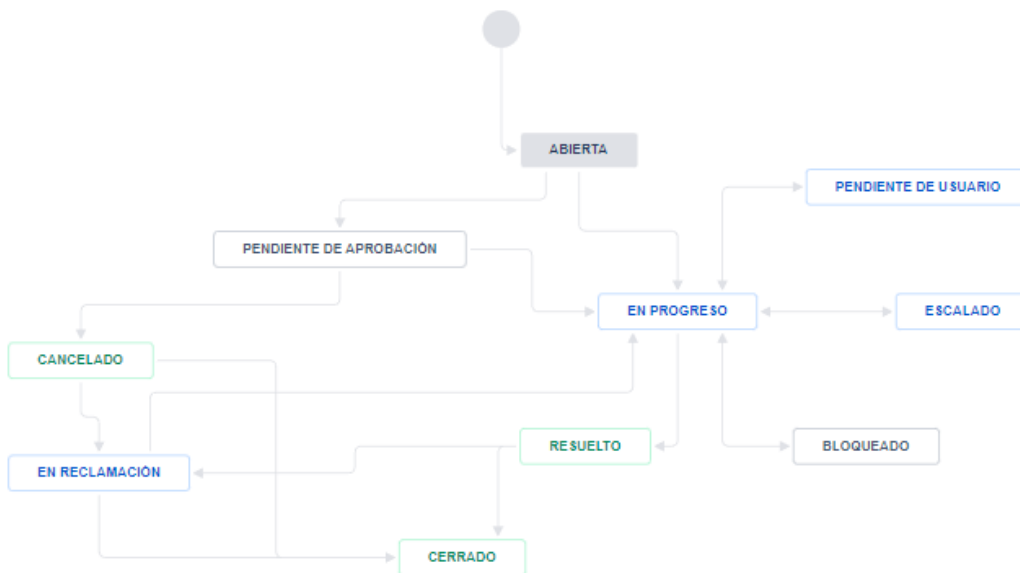 ABIERTA
PENDIENTE DE USUARIO
PENDIENTE DE APROBACIÓN
EN PROGRESO
ESCALADO
CANCELADO
RESUELTO
BLOQUEADO
EN RECLAMACIÓN
CERRADO